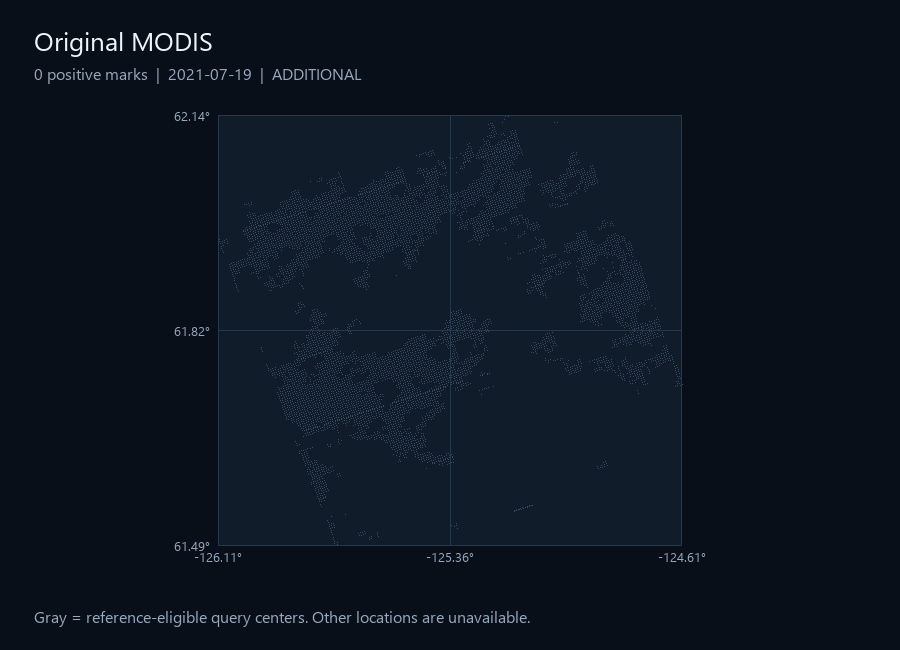 Original MODIS
0 positive marks | 2021-07-19 | ADDITIONAL
62.14°
61.82°
61.49°
-126.11°
-125.36°
-124.61°
Gray = reference-eligible query centers. Other locations are unavailable.